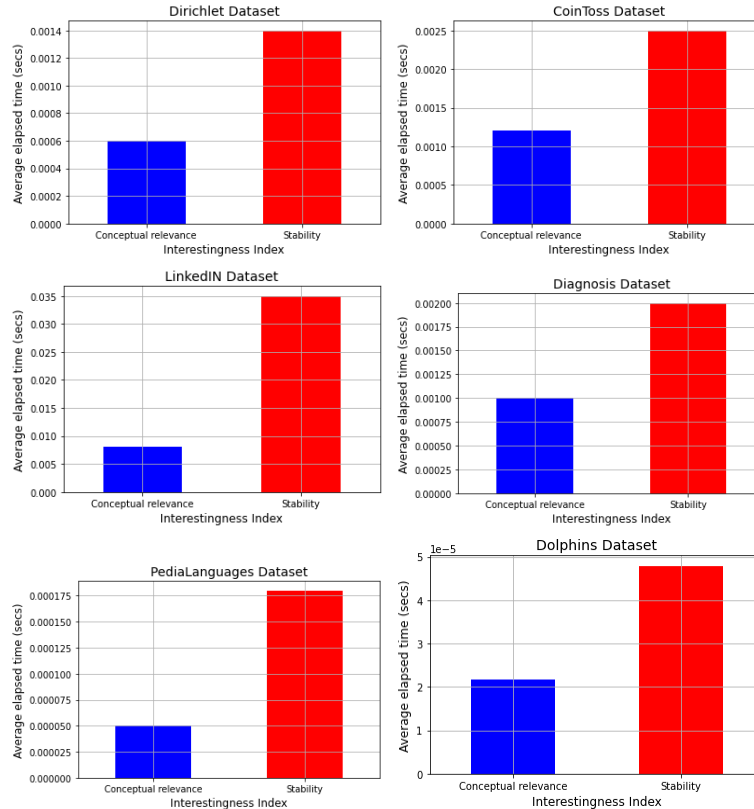 Dirichlet Dataset
Average elapsed time (secs)
0.0014
0.0012
0.0010
0.0008
0.0006
0.0004
0.0002
0.0000
Conceptual relevance
Stability
Interestingness Index
CoinToss Dataset
Average elapsed time (secs)
0.0025
0.0020
0.0015
0.0010
0.0005
0.0000
Conceptual relevance
Stability
Interestingness Index
LinkedIN Dataset
Average elapsed time (secs)
0.035
0.030
0.025
0.020
0.015
0.010
0.005
0.000
Conceptual relevance
Stability
Interestingness Index
Diagnosis Dataset
Average elapsed time (secs)
0.00200
0.00175
0.00150
0.00125
0.00100
0.00075
0.00050
0.00025
0.00000
Conceptual relevance
Stability
Interestingness Index
PediaLanguages Dataset
Average elapsed time (secs)
0.000175
0.000150
0.000125
0.000100
0.000075
0.000050
0.000025
0.000000
Conceptual relevance
Stability
Interestingness Index
Dolphins Dataset
1e−5
Average elapsed time (secs)
5
4
3
2
1
0
Conceptual relevance
Stability
Interestingness Index